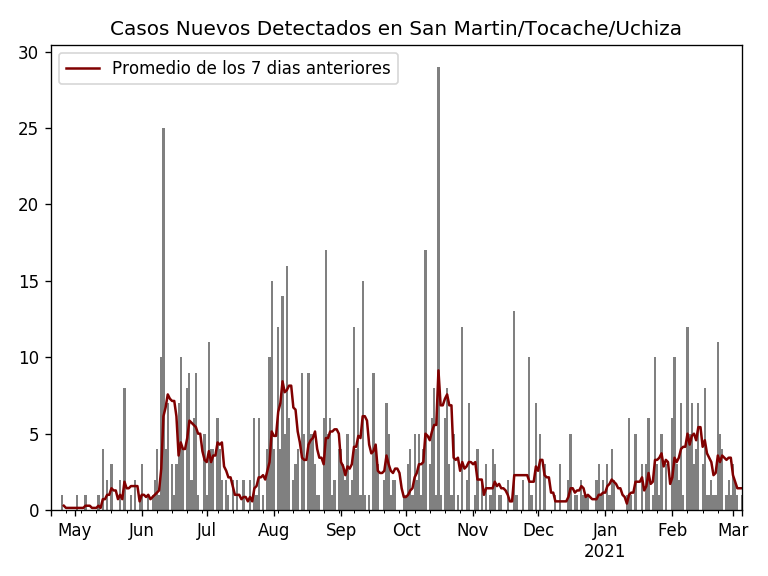 Casos Nuevos Detectados en San Martin/Tocache/Uchiza
Promedio de los 7 dias anteriores
30
25
20
15
10
5
0
May Jun Jul Aug Sep Oct Nov Dec Jan Feb Mar
2021